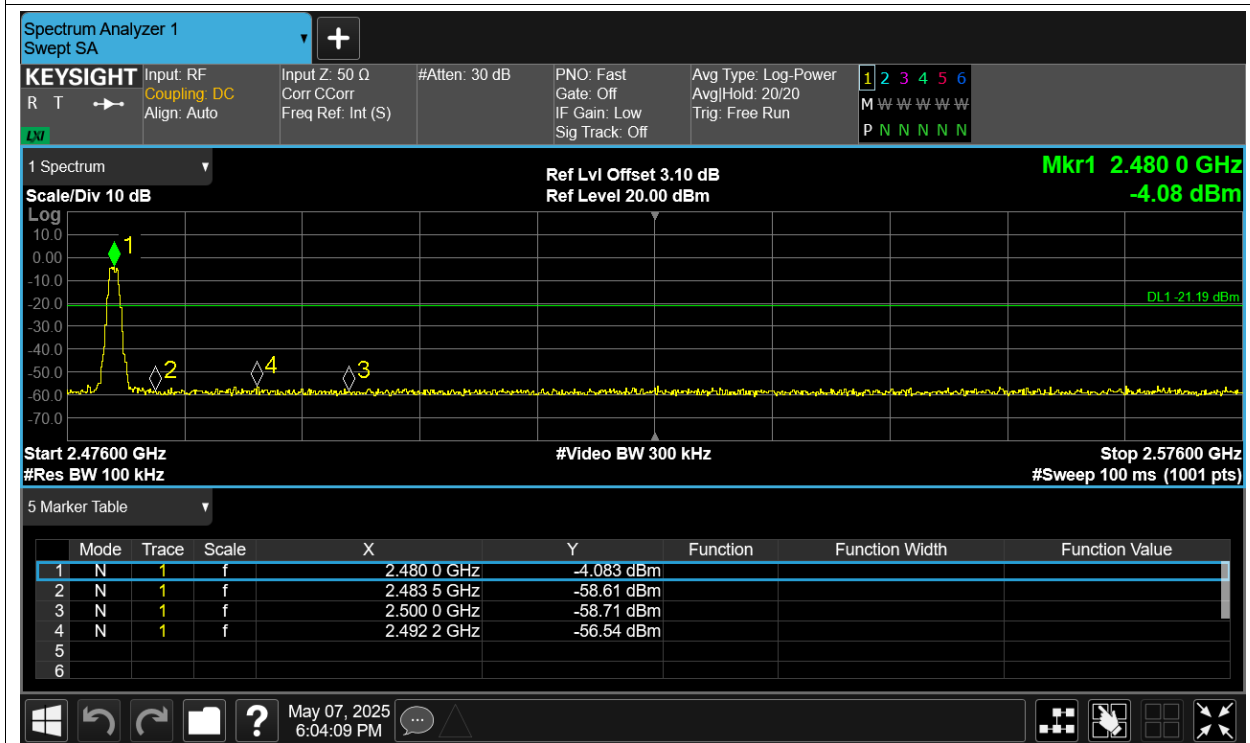 Spectrum Analyzer 1
Swept SA
KEYSIGHT Input: RF Input Z: 50 Ω #Atten: 30 dB PNO: Fast Avg Type: Log-Power 1 2 3 4 5 6
R T Coupling: DC Corr CCorr Gate: Off Avg|Hold: 20/20 M W W W W W
Align: Auto Freq Ref: Int (S) IF Gain: Low Trig: Free Run
LXI Sig Track: Off P N N N N N
1 Spectrum Ref Lvl Offset 3.10 dB Mkr1 2.480 0 GHz
Scale/Div 10 dB Ref Level 20.00 dBm -4.08 dBm
Log
10.0
1
0.00
-10.0
-20.0
DL1 -21.19 dBm
-30.0
-40.0
-50.0
2 4 3
-60.0
-70.0
Start 2.47600 GHz #Video BW 300 kHz Stop 2.57600 GHz
#Res BW 100 kHz #Sweep 100 ms (1001 pts)
5 Marker Table
Mode Trace Scale X Y Function Function Width Function Value
1 N 1 f 2.480 0 GHz -4.083 dBm
2 N 1 f 2.483 5 GHz -58.61 dBm
3 N 1 f 2.500 0 GHz -58.71 dBm
4 N 1 f 2.492 2 GHz -56.54 dBm
5
6
? May 07, 2025
6:04:09 PM